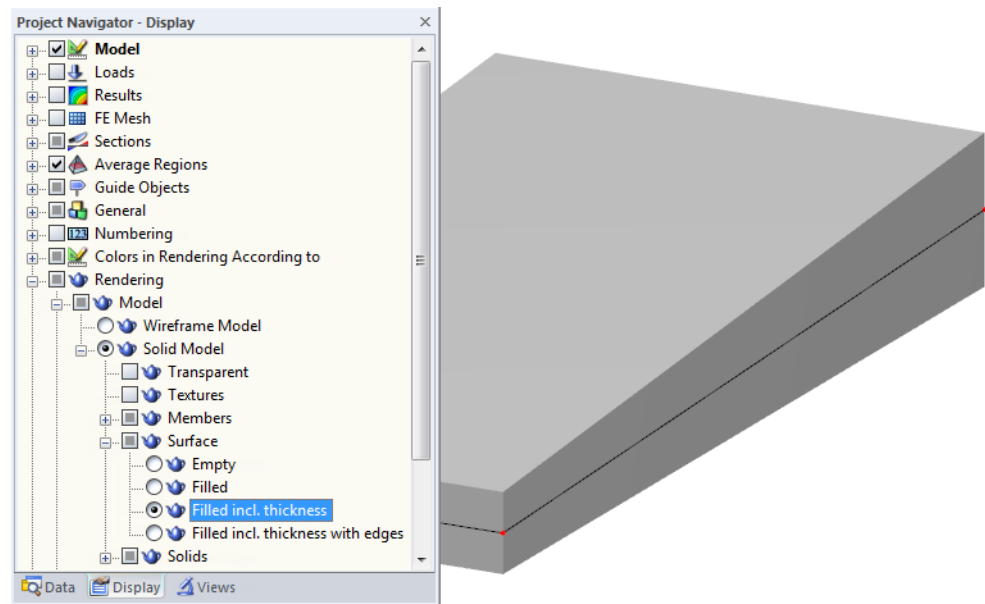 Project Navigator - Display
Model
Loads
Results
FE Mesh
Sections
Average Regions
Guide Objects
General
123 Numbering
Colors in Rendering According to
Rendering
Model
Wireframe Model
Solid Model
Transparent
Textures
Members
Surface
Empty
Filled
Filled incl. thickness
Filled incl. thickness with edges
Solids
Data Display Views